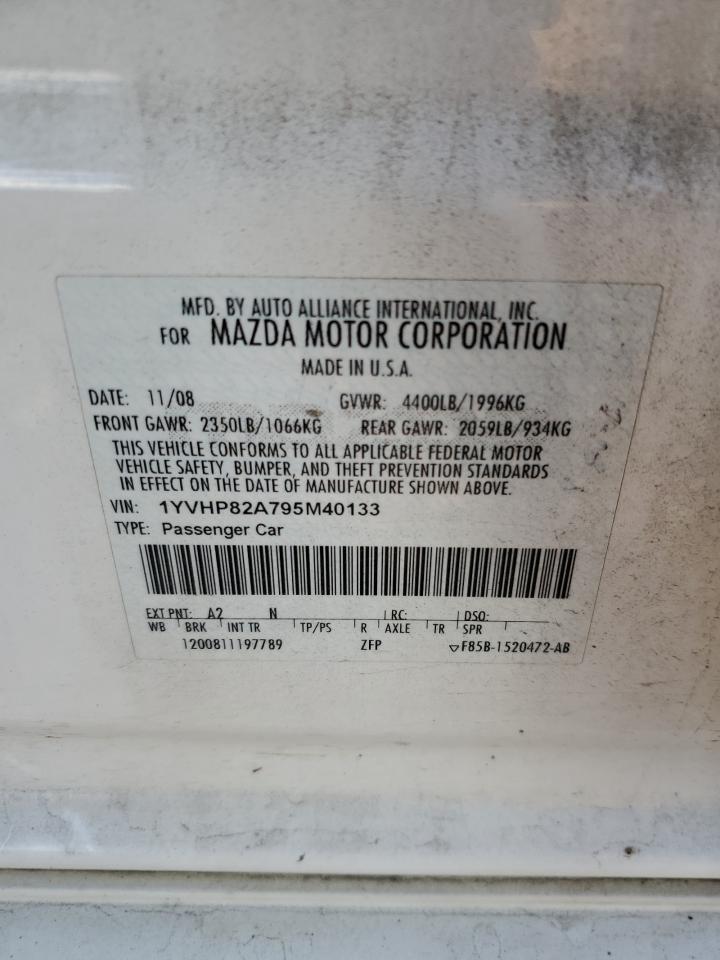 MFD. BY AUTO ALLIANCE INTERNATIONAL, INC.
FOR MAZDA MOTOR CORPORATION
MADE IN U.S.A.
DATE: 11/08 GVWR: 4400LB/1996KG
FRONT GAWR: 2350LB/1066KG REAR GAWR: 2059LB/934KG
THIS VEHICLE CONFORMS TO ALL APPLICABLE FEDERAL MOTOR
VEHICLE SAFETY, BUMPER, AND THEFT PREVENTION STANDARDS
IN EFFECT ON THE DATE OF MANUFACTURE SHOWN ABOVE.
VIN: 1YVHP82A795M40133
TYPE: Passenger Car
EXT PNT: A2 N RC: DSO:
WB BRK INT TR TP/PS R AXLE TR SPR
1200811197789 ZFP ▽F85B-1520472-AB